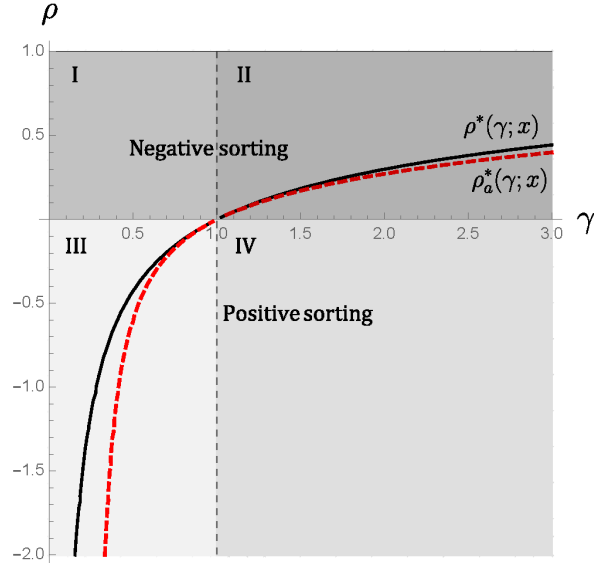 ρ
1.0
I
II
ρ*(γ; x)
0.5
Negative sorting
ρ*a(γ; x)
III
0.5
1.0
IV
1.5
2.0
2.5
3.0
γ
−0.5
Positive sorting
−1.0
−1.5
−2.0